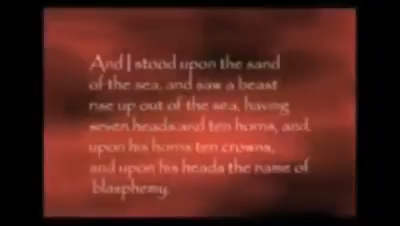 And I stood upon the sand
of the sea, and saw a beast
rise up out of the sea, having
seven heads and ten horns, and
upon his horns ten crowns,
and upon his heads the name of
blasphemy.